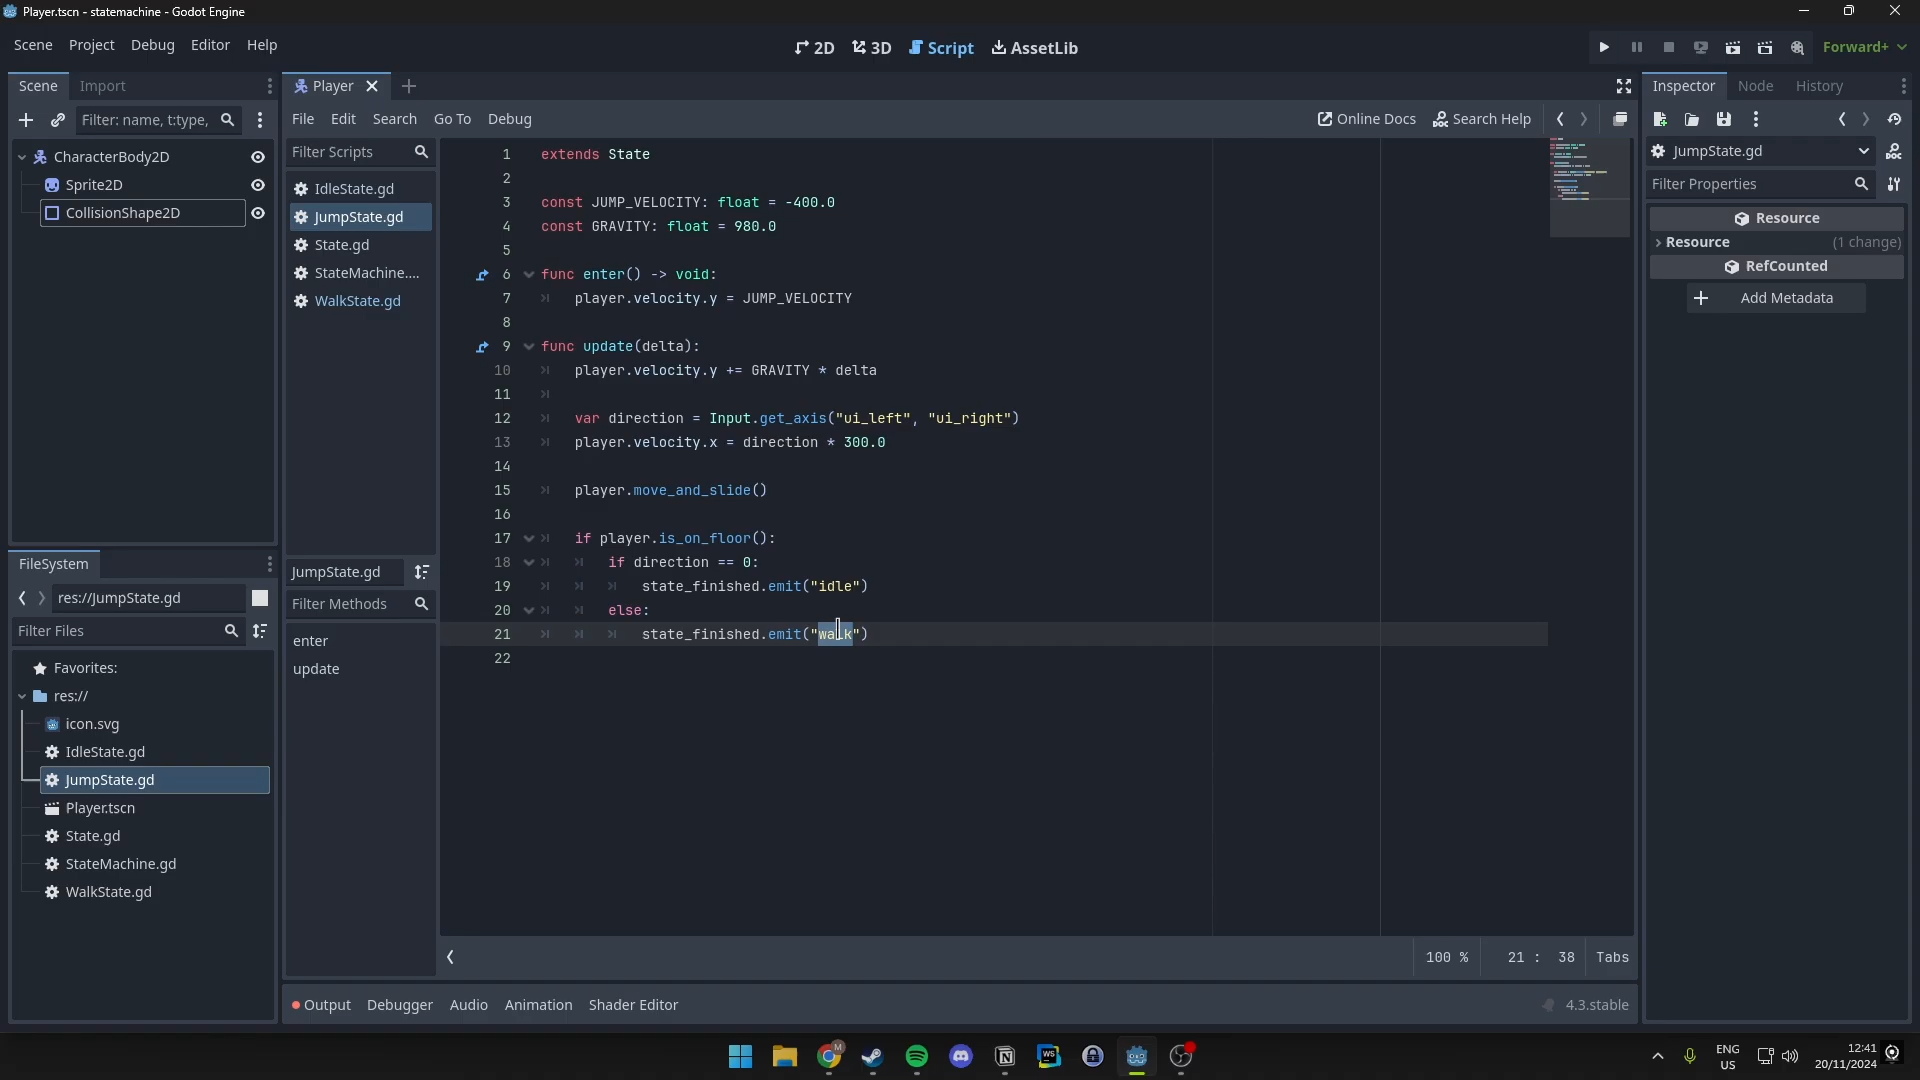 Player.tscn - statemachine - Godot Engine
Scene Project Debug Editor Help
2D 3D Script AssetLib
Forward+
Scene Import
Filter: name, t:type,
CharacterBody2D
Sprite2D
CollisionShape2D
FileSystem
res://JumpState.gd
Filter Files
Favorites:
res://
icon.svg
IdleState.gd
JumpState.gd
Player.tscn
State.gd
StateMachine.gd
WalkState.gd
Player
File Edit Search Go To Debug
Online Docs Search Help
Filter Scripts
IdleState.gd
JumpState.gd
State.gd
StateMachine....
WalkState.gd
JumpState.gd
Filter Methods
enter
update
1 extends State
2
3 const JUMP_VELOCITY: float = -400.0
4 const GRAVITY: float = 980.0
5
6 func enter() -> void:
7 player.velocity.y = JUMP_VELOCITY
8
9 func update(delta):
10 player.velocity.y += GRAVITY * delta
11
12 var direction = Input.get_axis("ui_left", "ui_right")
13 player.velocity.x = direction * 300.0
14
15 player.move_and_slide()
16
17 if player.is_on_floor():
18 if direction == 0:
19 state_finished.emit("idle")
20 else:
21 state_finished.emit("walk")
22
100 % 21 : 38 Tabs
Output Debugger Audio Animation Shader Editor
4.3.stable
Inspector Node History
JumpState.gd
Filter Properties
Resource
Resource (1 change)
RefCounted
Add Metadata
ENG
US
12:41
20/11/2024